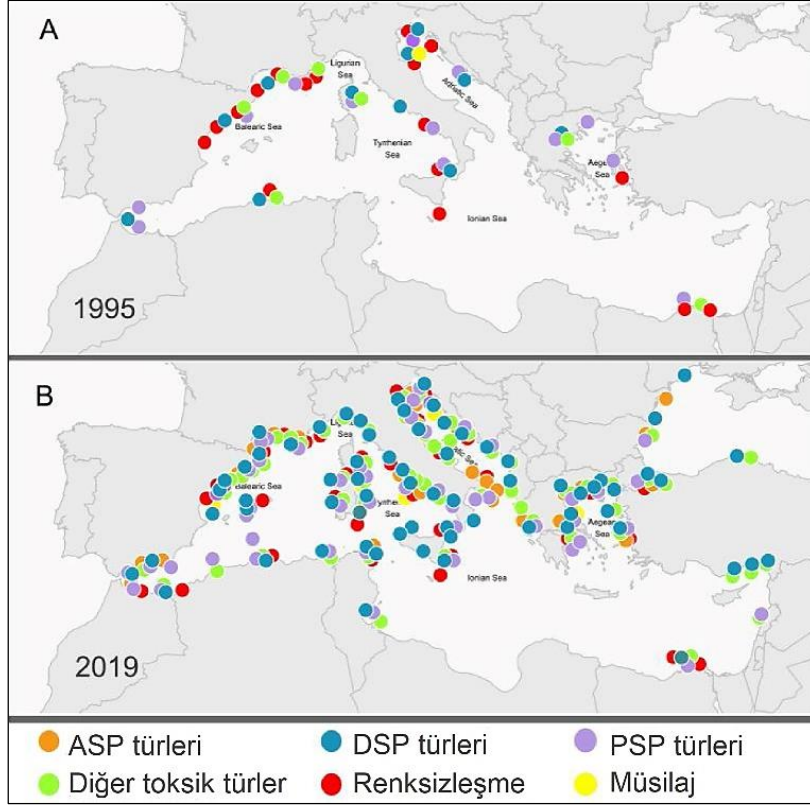 A
Ligurian
Sea
Adriatic Sea
Balearic Sea
Tyrrhenian
Sea
Aegean
Sea
Ionian Sea
1995
B
Sea
Balearic Sea
Sea
Aegean
Sea
Ionian Sea
2019
ASP türleri
DSP türleri
PSP türleri
Diğer toksik türler
Renksizleşme
Müsilaj